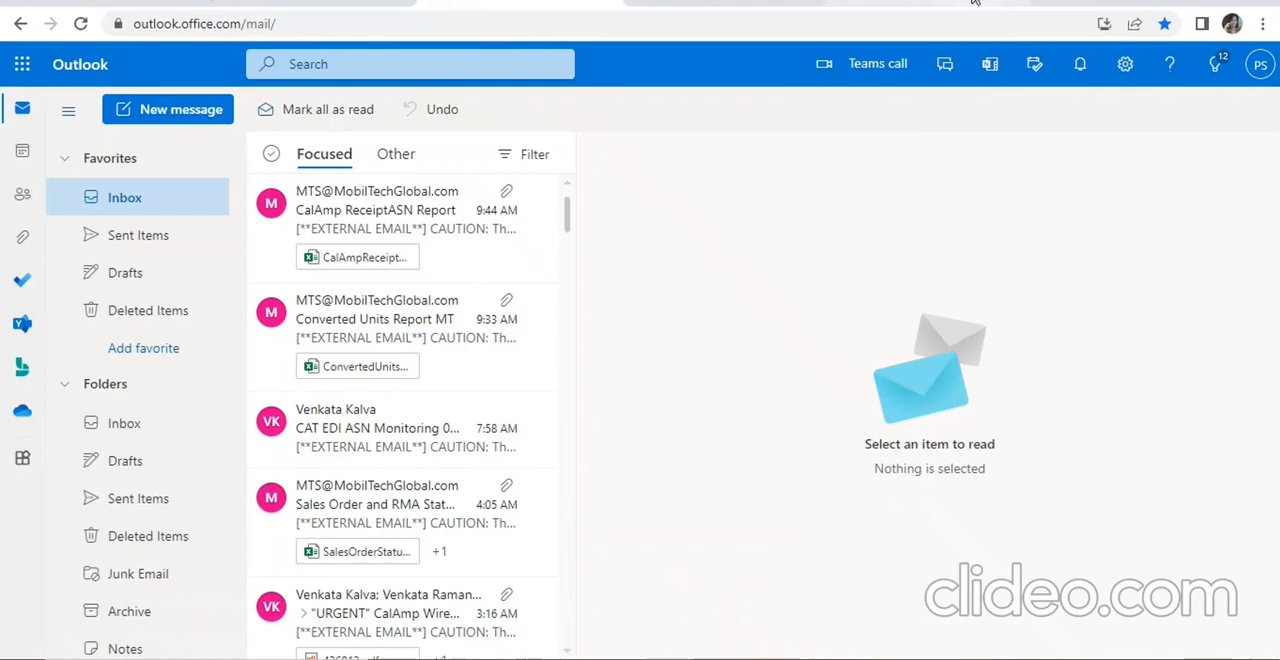 outlook.office.com/mail/
Outlook
Search
Teams call
12
PS
New message
Mark all as read
Undo
Favorites
Inbox
Sent Items
Drafts
Deleted Items
Add favorite
Folders
Inbox
Drafts
Sent Items
Deleted Items
Junk Email
Archive
Notes
Focused
Other
Filter
M
MTS@MobilTechGlobal.com
CalAmp ReceiptASN Report 9:44 AM
[**EXTERNAL EMAIL**] CAUTION: Th...
CalAmpReceipt...
M
MTS@MobilTechGlobal.com
Converted Units Report MT 9:33 AM
[**EXTERNAL EMAIL**] CAUTION: Th...
ConvertedUnits...
VK
Venkata Kalva
CAT EDI ASN Monitoring 0... 7:58 AM
[**EXTERNAL EMAIL**] CAUTION: Th...
M
MTS@MobilTechGlobal.com
Sales Order and RMA Stat... 4:05 AM
[**EXTERNAL EMAIL**] CAUTION: Th...
SalesOrderStatu... +1
VK
Venkata Kalva; Venkata Raman...
"URGENT" CalAmp Wire... 3:16 AM
[**EXTERNAL EMAIL**] CAUTION: Th...
Select an item to read
Nothing is selected
clideo.com